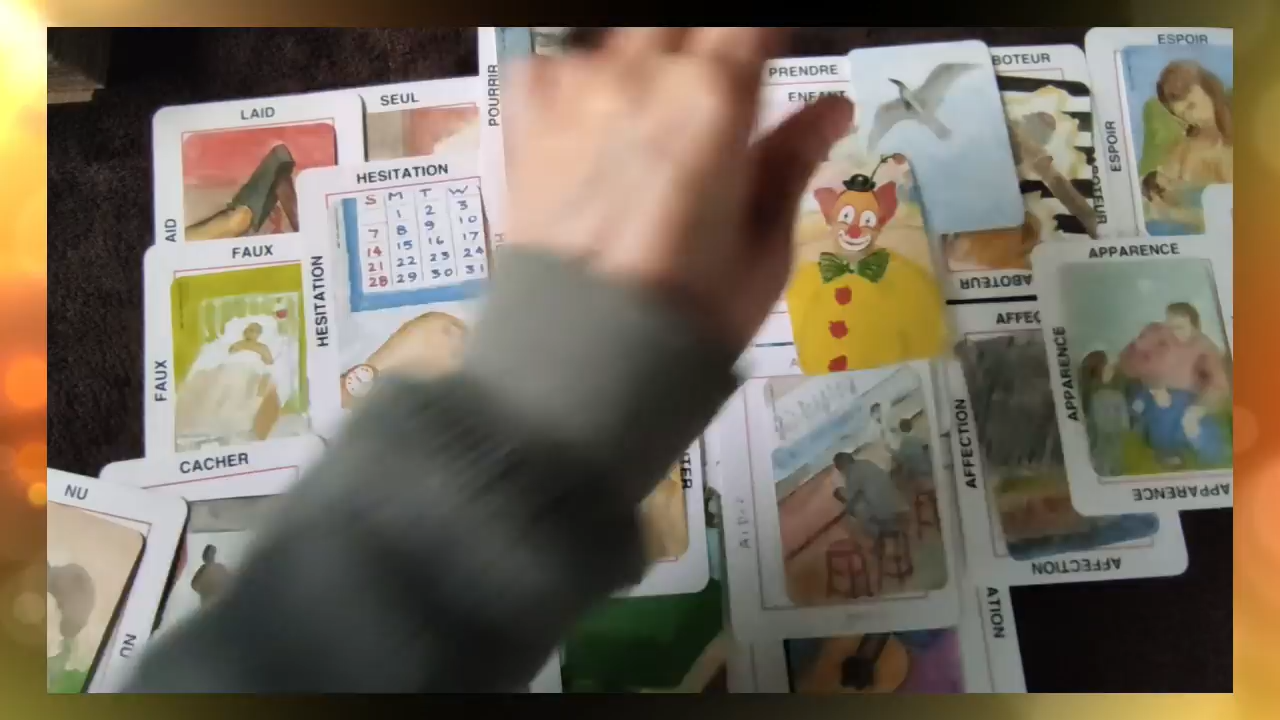 LAID
AID
SEUL
POURRIR
PRENDRE
ENFANT
BOTEUR
ABOTEUR
ESPOIR
ESPOIR
HESITATION
HESITATION
S M T W
1 2 3
7 8 9 10
14 15 16 17
21 22 23 24
28 29 30 31
FAUX
FAUX
APPARENCE
APPARENCE
APPARENCE
AFFEC
AFFECTION
AFFECTION
CACHER
NU
NU
TER
ATION